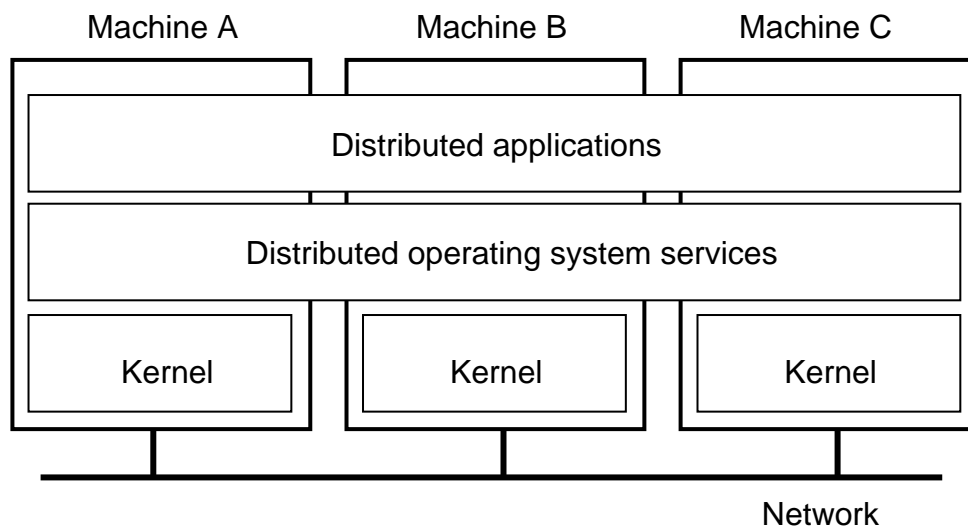 Machine A
Machine B
Machine C
Distributed applications
Distributed operating system services
Kernel
Kernel
Kernel
Network